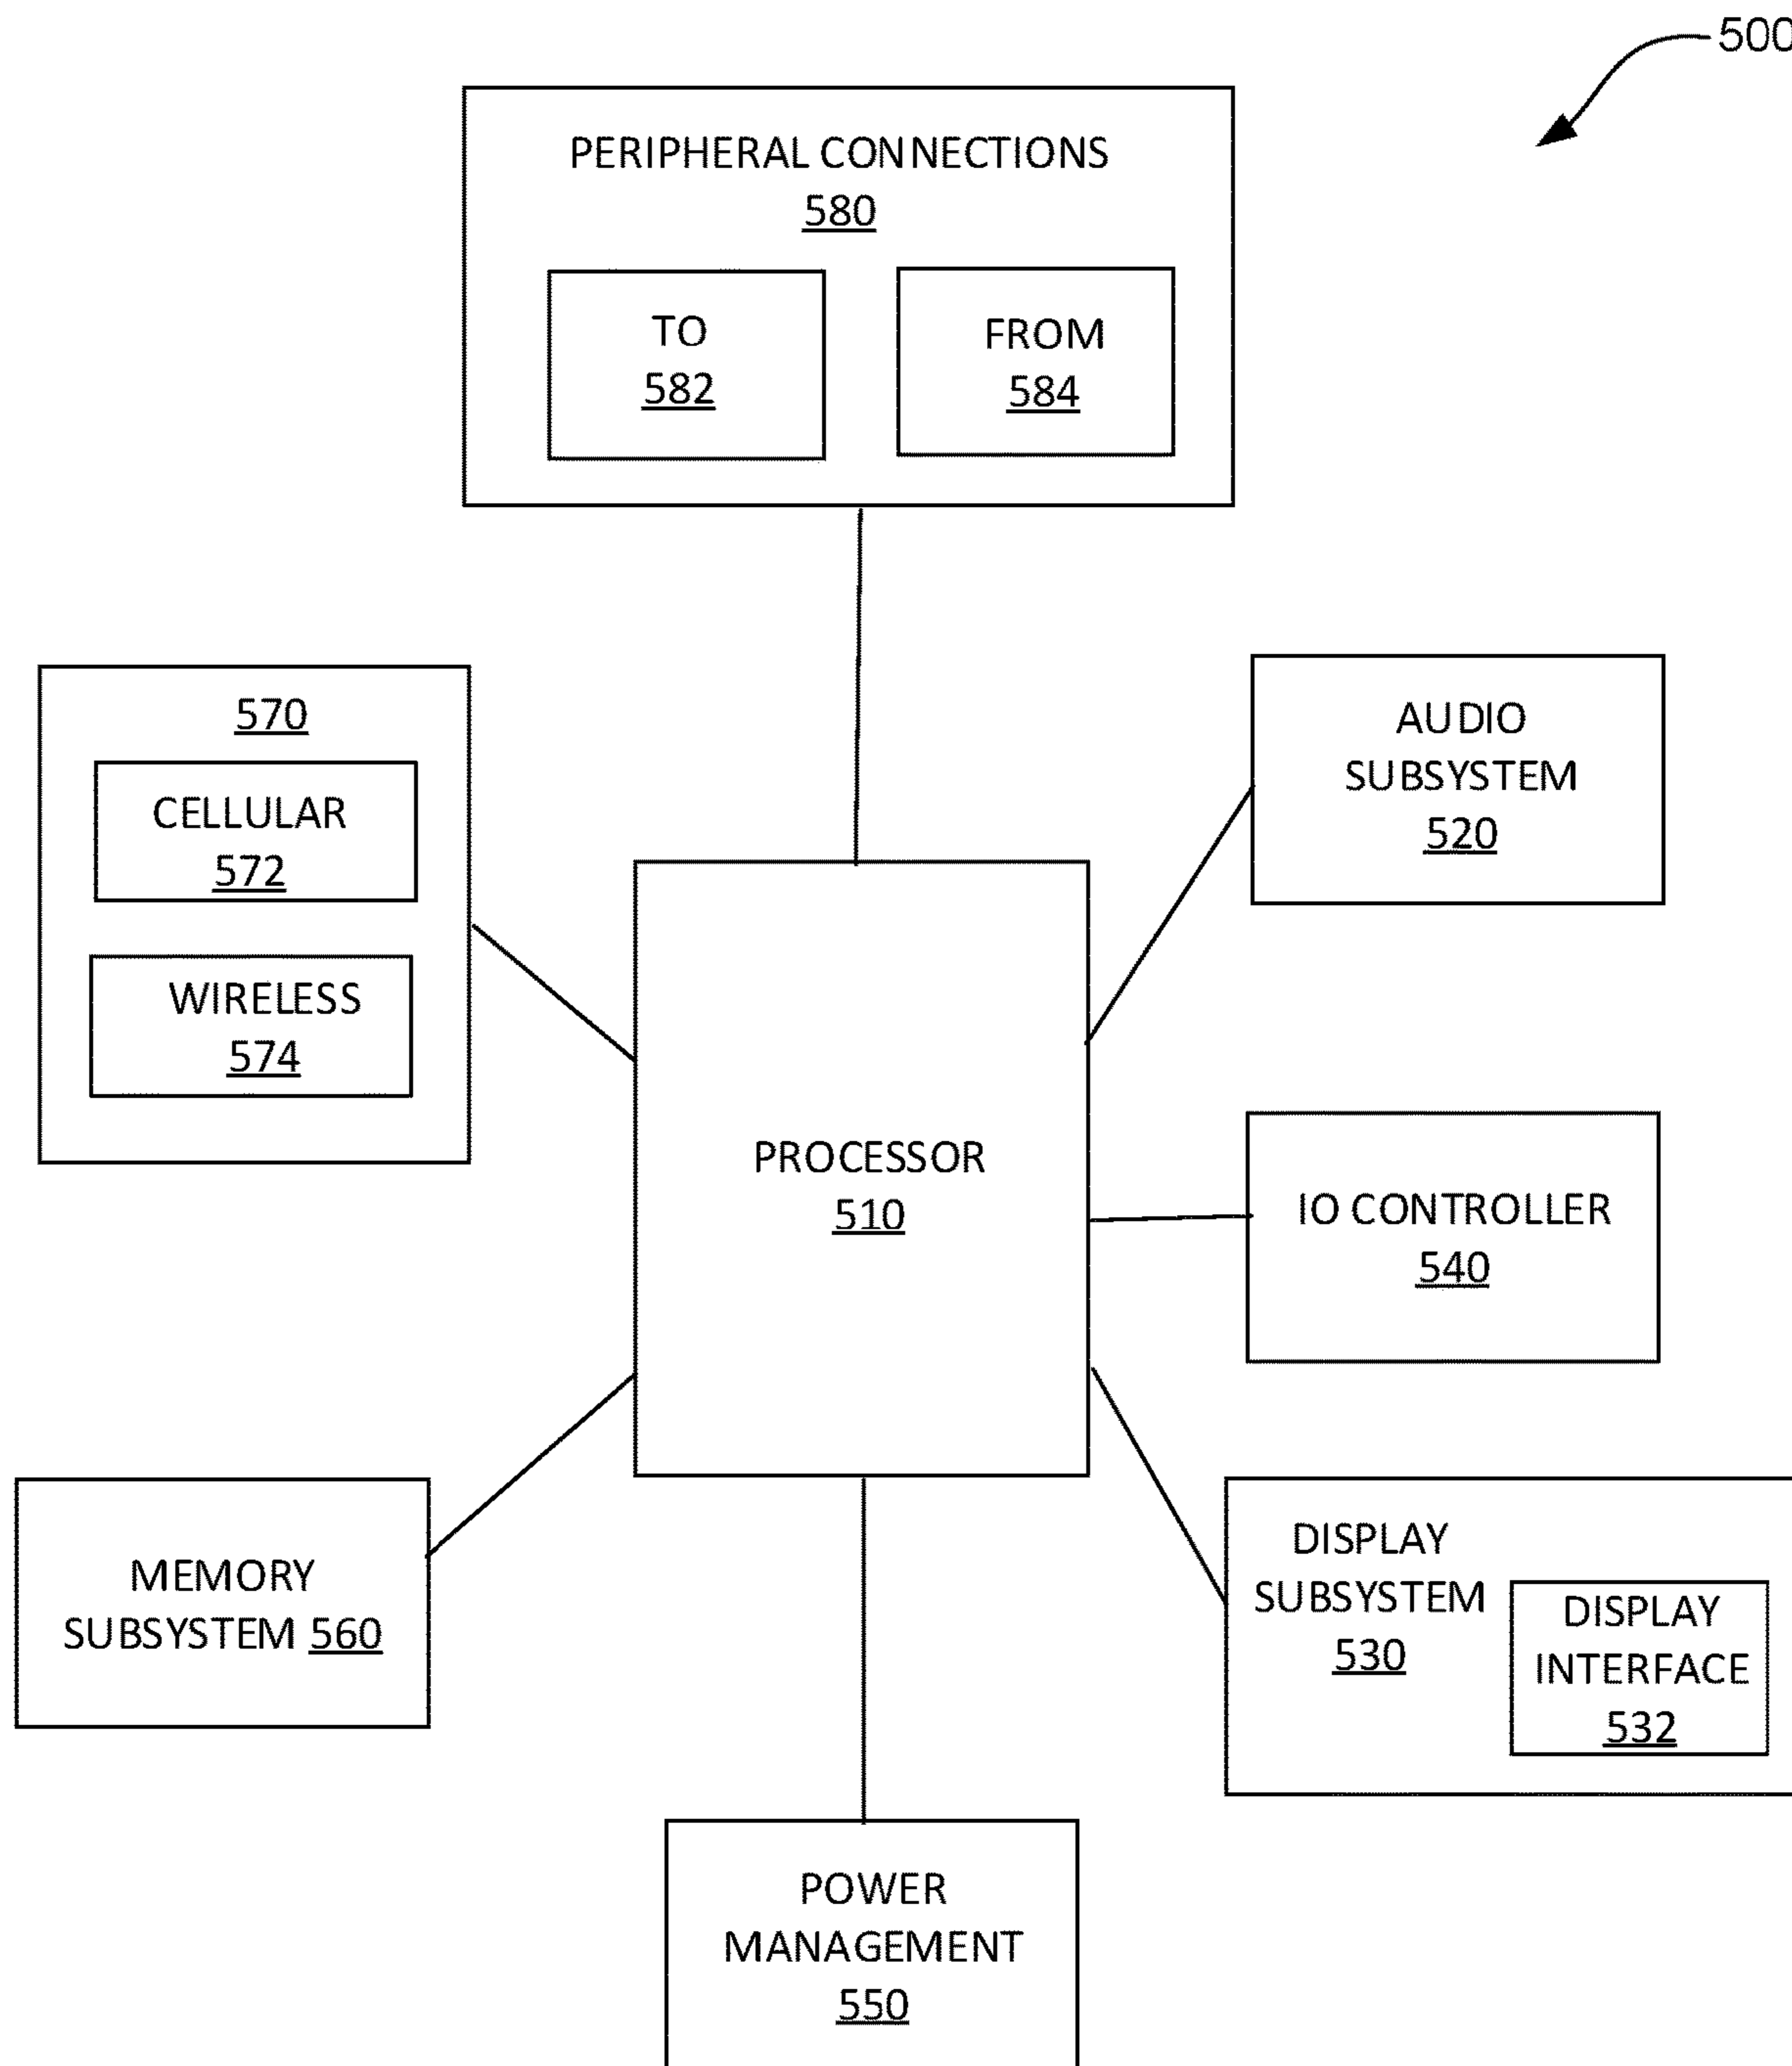 500
PERIPHERAL CONNECTIONS
580
TO
582
FROM
584
570
CELLULAR
572
WIRELESS
574
AUDIO
SUBSYSTEM
520
PROCESSOR
510
IO CONTROLLER
540
MEMORY
SUBSYSTEM 560
DISPLAY
SUBSYSTEM
530
DISPLAY
INTERFACE
532
POWER
MANAGEMENT
550